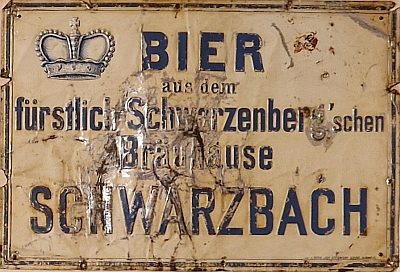 BIER
aus dem
fürstlich-Schwarzenberg'schen
Bräuhause
SCHWARZBACH